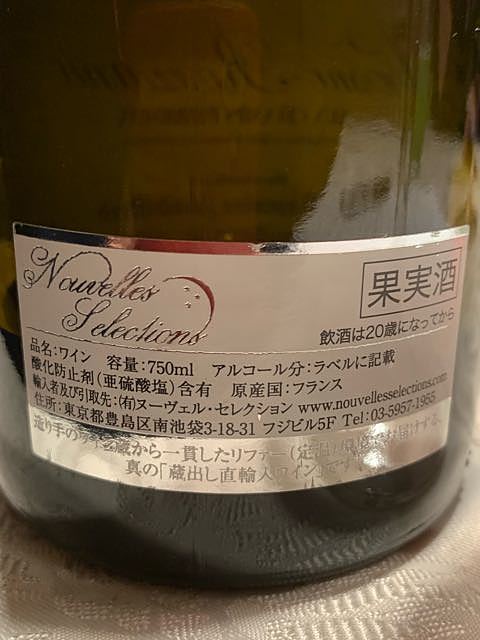 Nouvelles
Selections
果実酒
飲酒は20歳になってから
品名:ワイン 容量:750ml アルコール分:ラベルに記載
酸化防止剤(亜硫酸塩)含有 原産国:フランス
輸入者及び引取先:(有)ヌーヴェル・セレクション www.nouvellesselections.com
住所:東京都豊島区南池袋3-18-31 フジビル5F Tel:03-5957-1955
造り手の
蔵から一貫したリファー(定温)
真の「蔵出し直輸入ワイン」です